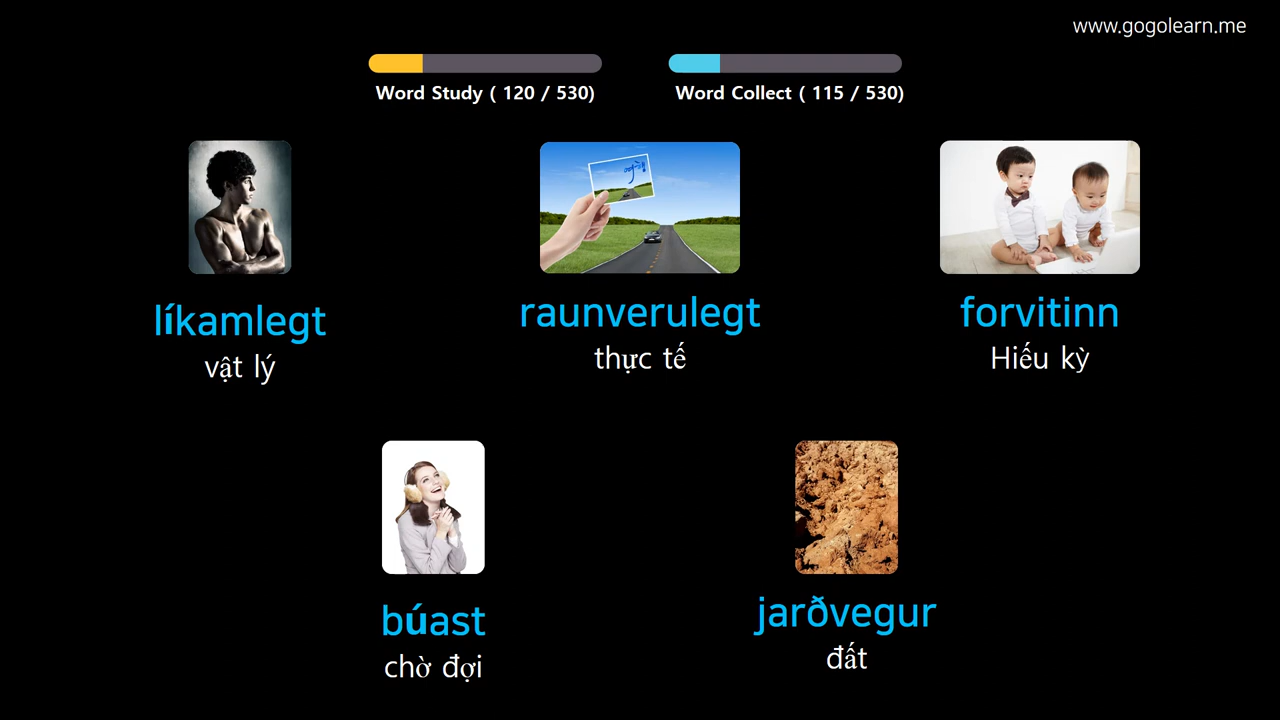 www.gogolearn.me
Word Study ( 120 / 530)
Word Collect ( 115 / 530)
líkamlegt
vật lý
raunverulegt
thực tế
forvitinn
Hiếu kỳ
búast
chờ đợi
jarðvegur
đất